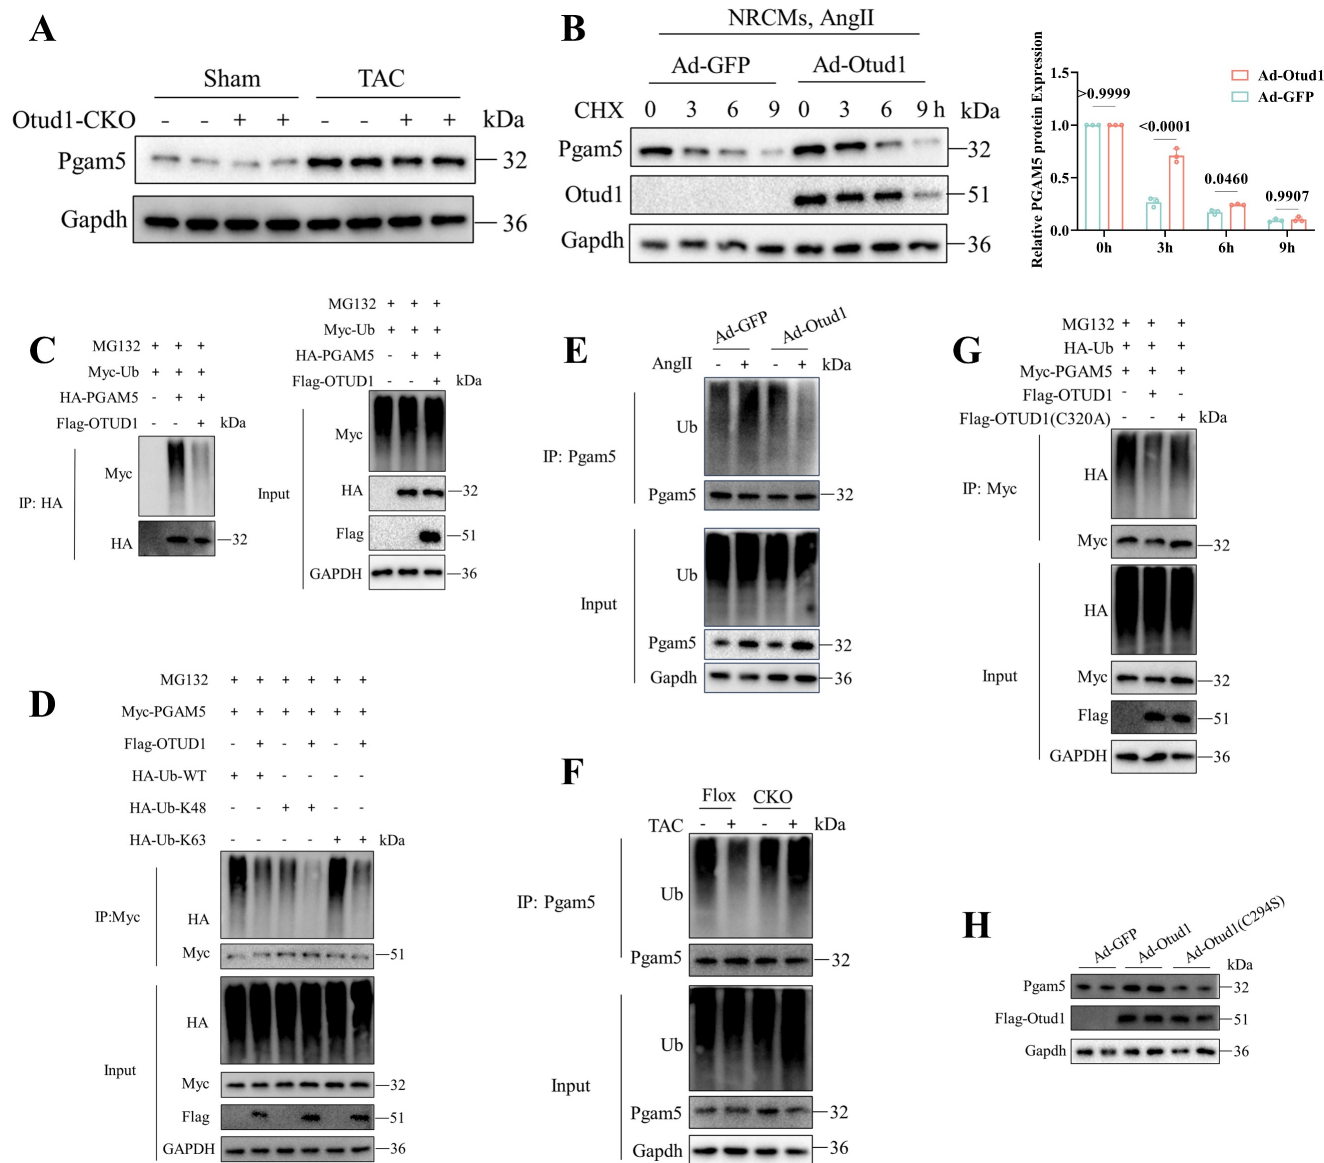 A
Sham TAC
Otud1-CKO - - + + - - + + kDa
Pgam5 32
Gapdh 36
B
NRCMs, AngII
Ad-GFP Ad-Otud1
CHX 0 3 6 9 0 3 6 9 h kDa
Pgam5 32
Otud1 51
Gapdh 36
Relative PGAM5 protein Expression
1.5
1.0
0.5
0.0
>0.9999
<0.0001
0.0460
0.9907
0h 3h 6h 9h
Ad-Otud1
Ad-GFP
C
MG132 + + +
Myc-Ub + + +
HA-PGAM5 - + +
Flag-OTUD1 - - + kDa
IP: HA
Myc
HA 32
MG132 + + +
Myc-Ub + + +
HA-PGAM5 - + +
Flag-OTUD1 - - + kDa
Input
Myc
HA 32
Flag 51
GAPDH 36
D
MG132 + + + + + +
Myc-PGAM5 + + + + + +
Flag-OTUD1 - + - + - +
HA-Ub-WT + + - - - -
HA-Ub-K48 - - + + - -
HA-Ub-K63 - - - - + + kDa
IP:Myc
HA
Myc 51
Input
HA
Myc 32
Flag 51
GAPDH 36
E
Ad-GFP Ad-Otud1
AngII - + - + kDa
IP: Pgam5
Ub
Pgam5 32
Input
Ub
Pgam5 32
Gapdh 36
F
Flox CKO
TAC - + - + kDa
IP: Pgam5
Ub
Pgam5 32
Input
Ub
Pgam5 32
Gapdh 36
G
MG132 + + +
HA-Ub + + +
Myc-PGAM5 + + +
Flag-OTUD1 - + -
Flag-OTUD1(C320A) - - + kDa
IP: Myc
HA
Myc 32
Input
HA
Myc 32
Flag 51
GAPDH 36
H
Ad-GFP Ad-Otud1 Ad-Otud1(C294S)
kDa
Pgam5 32
Flag-Otud1 51
Gapdh 36